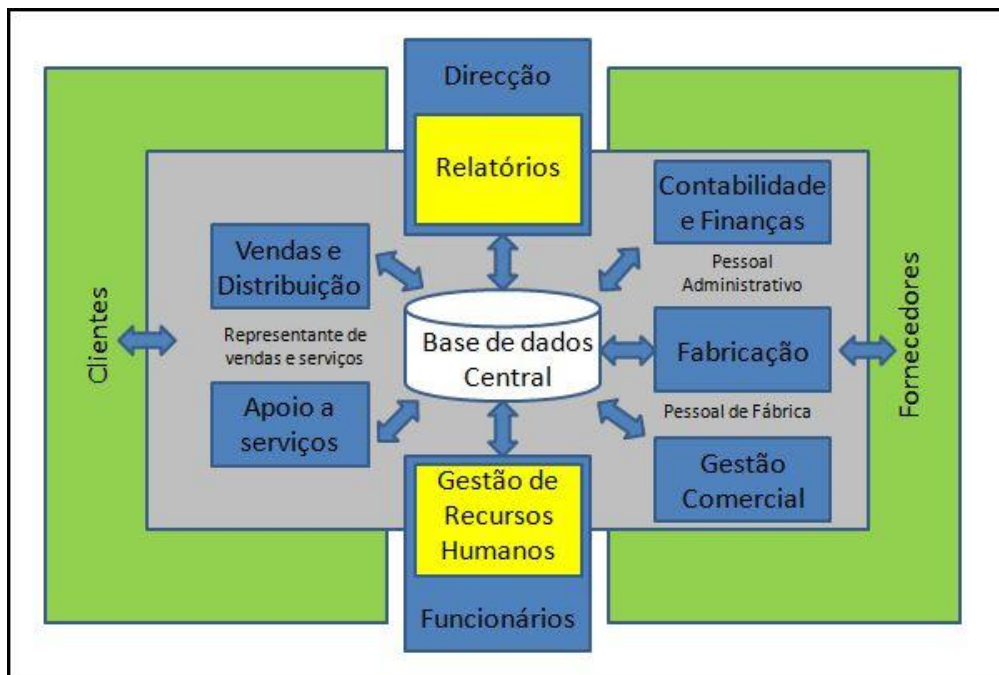 Direcção
Relatórios
Contabilidade
e Finanças
Vendas e
Distribuição
Pessoal
Administrativo
Clientes
Representante de
vendas e serviços
Base de dados
Central
Fabricação
Fornecedores
Apoio a
serviços
Pessoal de Fábrica
Gestão
Comercial
Gestão de
Recursos
Humanos
Funcionários